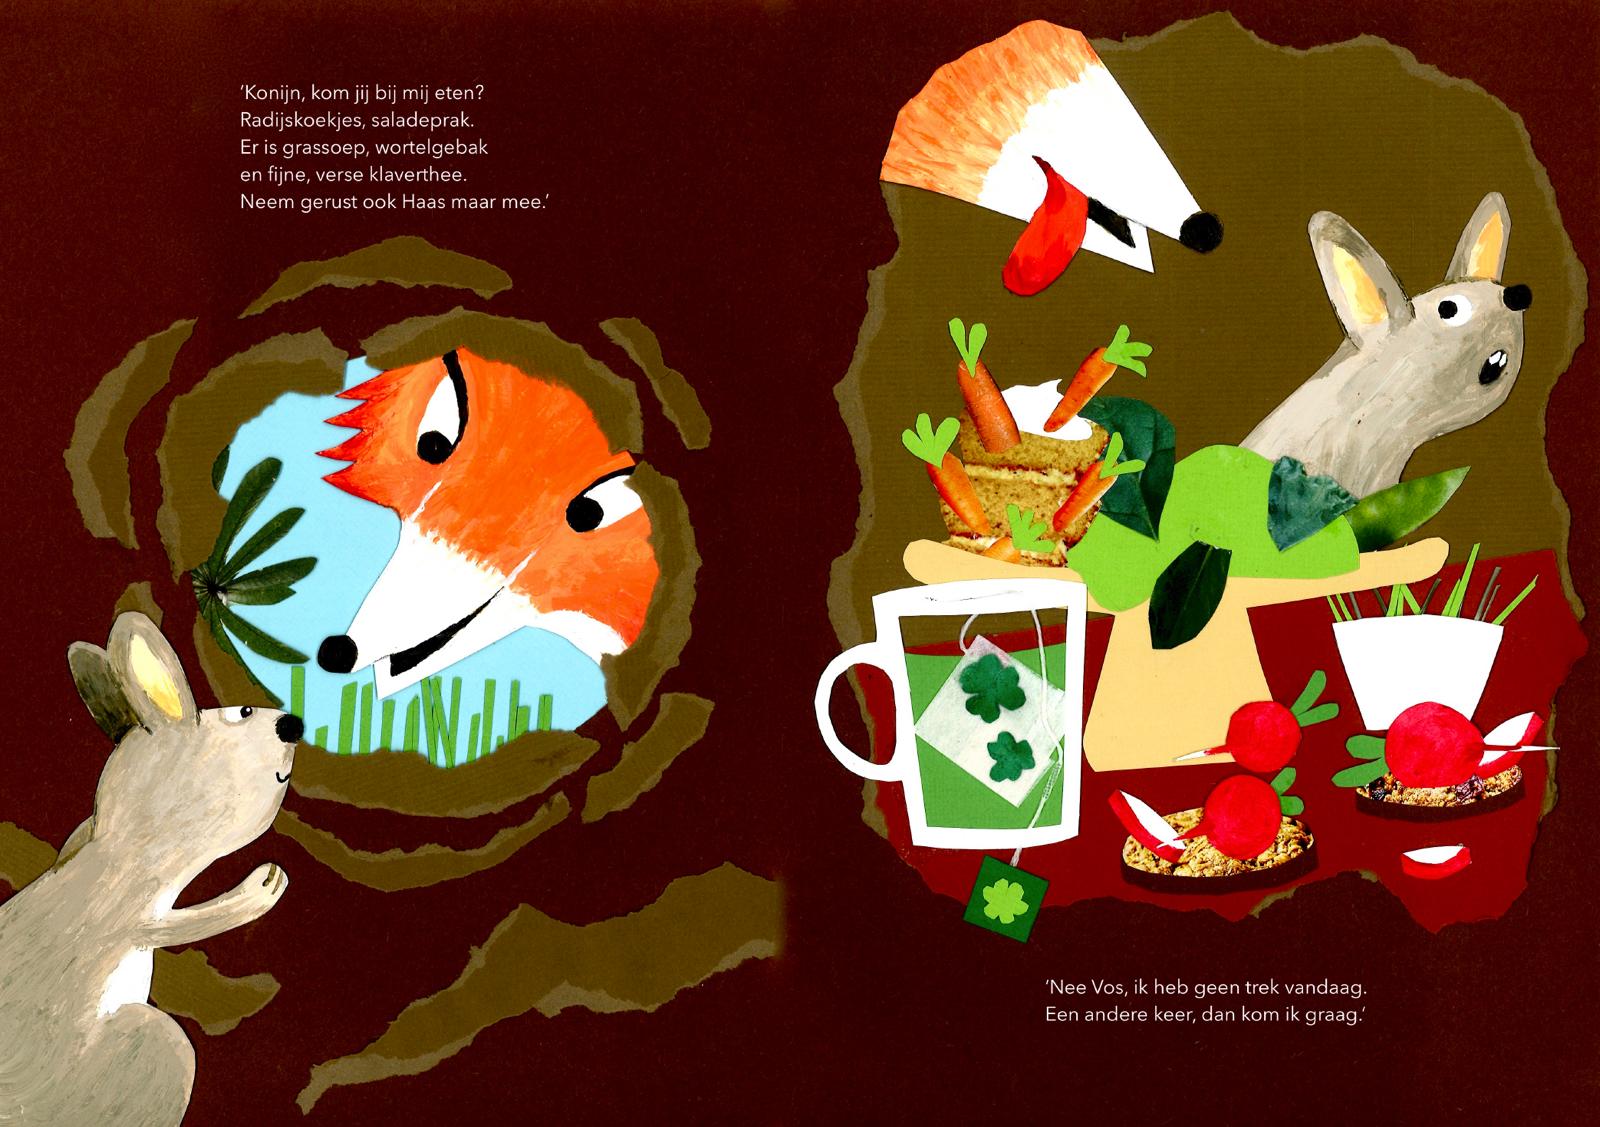 ‘Konijn, kom jij bij mij eten?
Radijskoekjes, saladeprak.
Er is grassoep, wortelgebak
en fijne, verse klaverthee.
Neem gerust ook Haas maar mee.’
‘Nee Vos, ik heb geen trek vandaag.
Een andere keer, dan kom ik graag.’